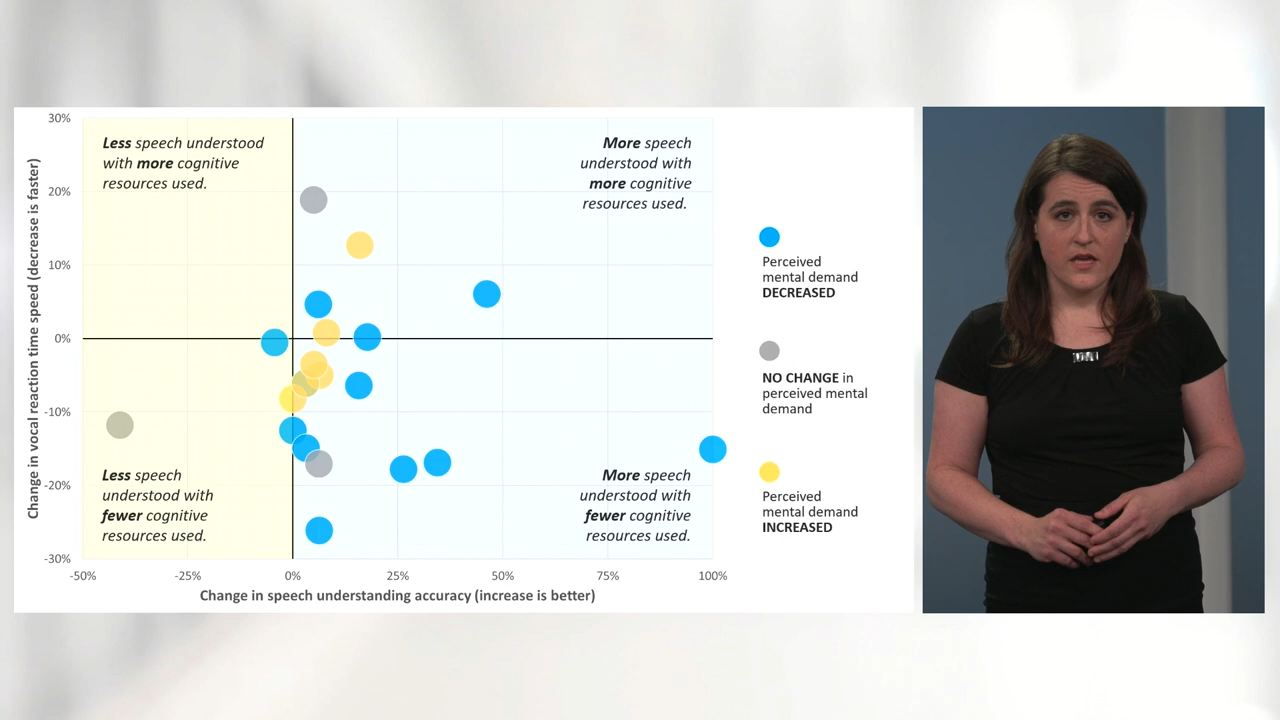 30%
20%
10%
0%
-10%
-20%
-30%
Change in vocal reaction time speed (decrease is faster)
Less speech understood
with more cognitive
resources used.
More speech
understood with
more cognitive
resources used.
Less speech
understood with
fewer cognitive
resources used.
More speech
understood with
fewer cognitive
resources used.
-50%
-25%
0%
25%
50%
75%
100%
Change in speech understanding accuracy (increase is better)
Perceived
mental demand
DECREASED
NO CHANGE in
perceived mental
demand
Perceived
mental demand
INCREASED